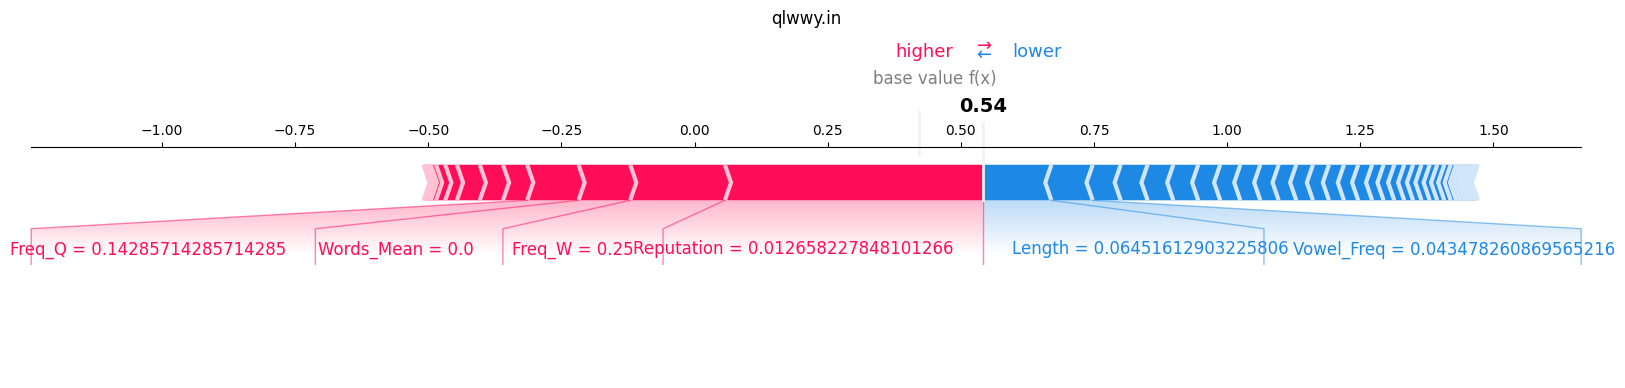 qlwwy.in
higher ⇄ lower
base value f(x)
0.54
−1.00 −0.75 −0.50 −0.25 0.00 0.25 0.50 0.75 1.00 1.25 1.50
Freq_Q = 0.14285714285714285 Words_Mean = 0.0 Freq_W = 0.25 Reputation = 0.012658227848101266 Length = 0.06451612903225806 Vowel_Freq = 0.043478260869565216